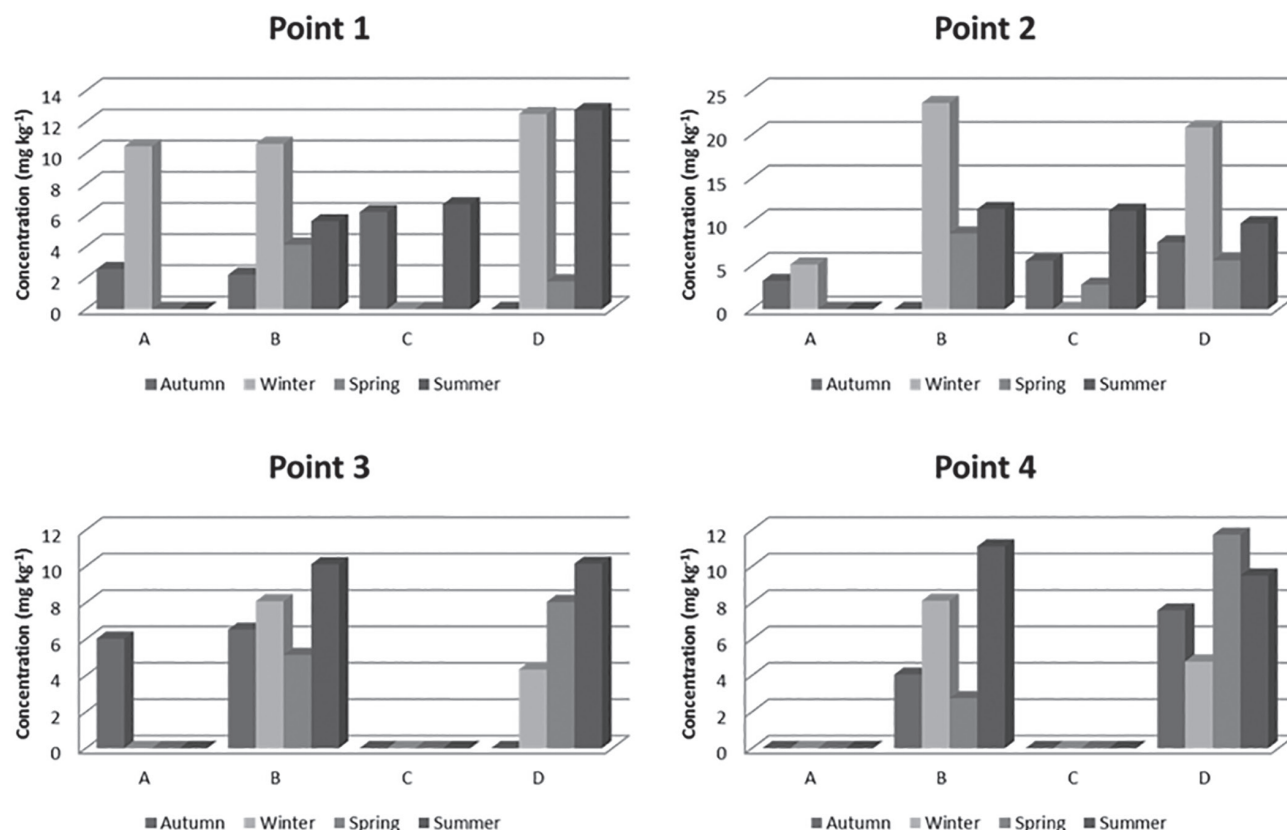 Point 1
Concentration (mg kg-1)
14
12
10
8
6
4
2
0
A B C D
Autumn Winter Spring Summer
Point 2
Concentration (mg kg-1)
25
20
15
10
5
0
A B C D
Autumn Winter Spring Summer
Point 3
Concentration (mg kg-1)
12
10
8
6
4
2
0
A B C D
Autumn Winter Spring Summer
Point 4
Concentration (mg kg-1)
12
10
8
6
4
2
0
A B C D
Autumn Winter Spring Summer